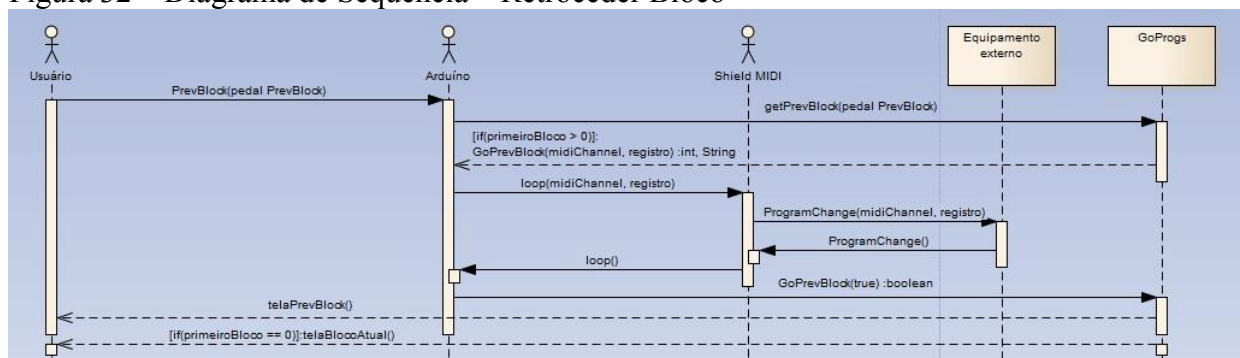 Figura 32 – Diagrama de Sequência – Retroceder Bloco
Usuário
Arduíno
Shield MIDI
Equipamento
externo
GoProgs
PrevBlock(pedal PrevBlock)
getPrevBlock(pedal PrevBlock)
[if(primeiroBloco > 0)]:
GoPrevBlock(midiChannel, registro) :int, String
loop(midiChannel, registro)
ProgramChange(midiChannel, registro)
ProgramChange()
loop()
GoPrevBlock(true) :boolean
telaPrevBlock()
[if(primeiroBloco == 0)]:telaBlocoAtual()